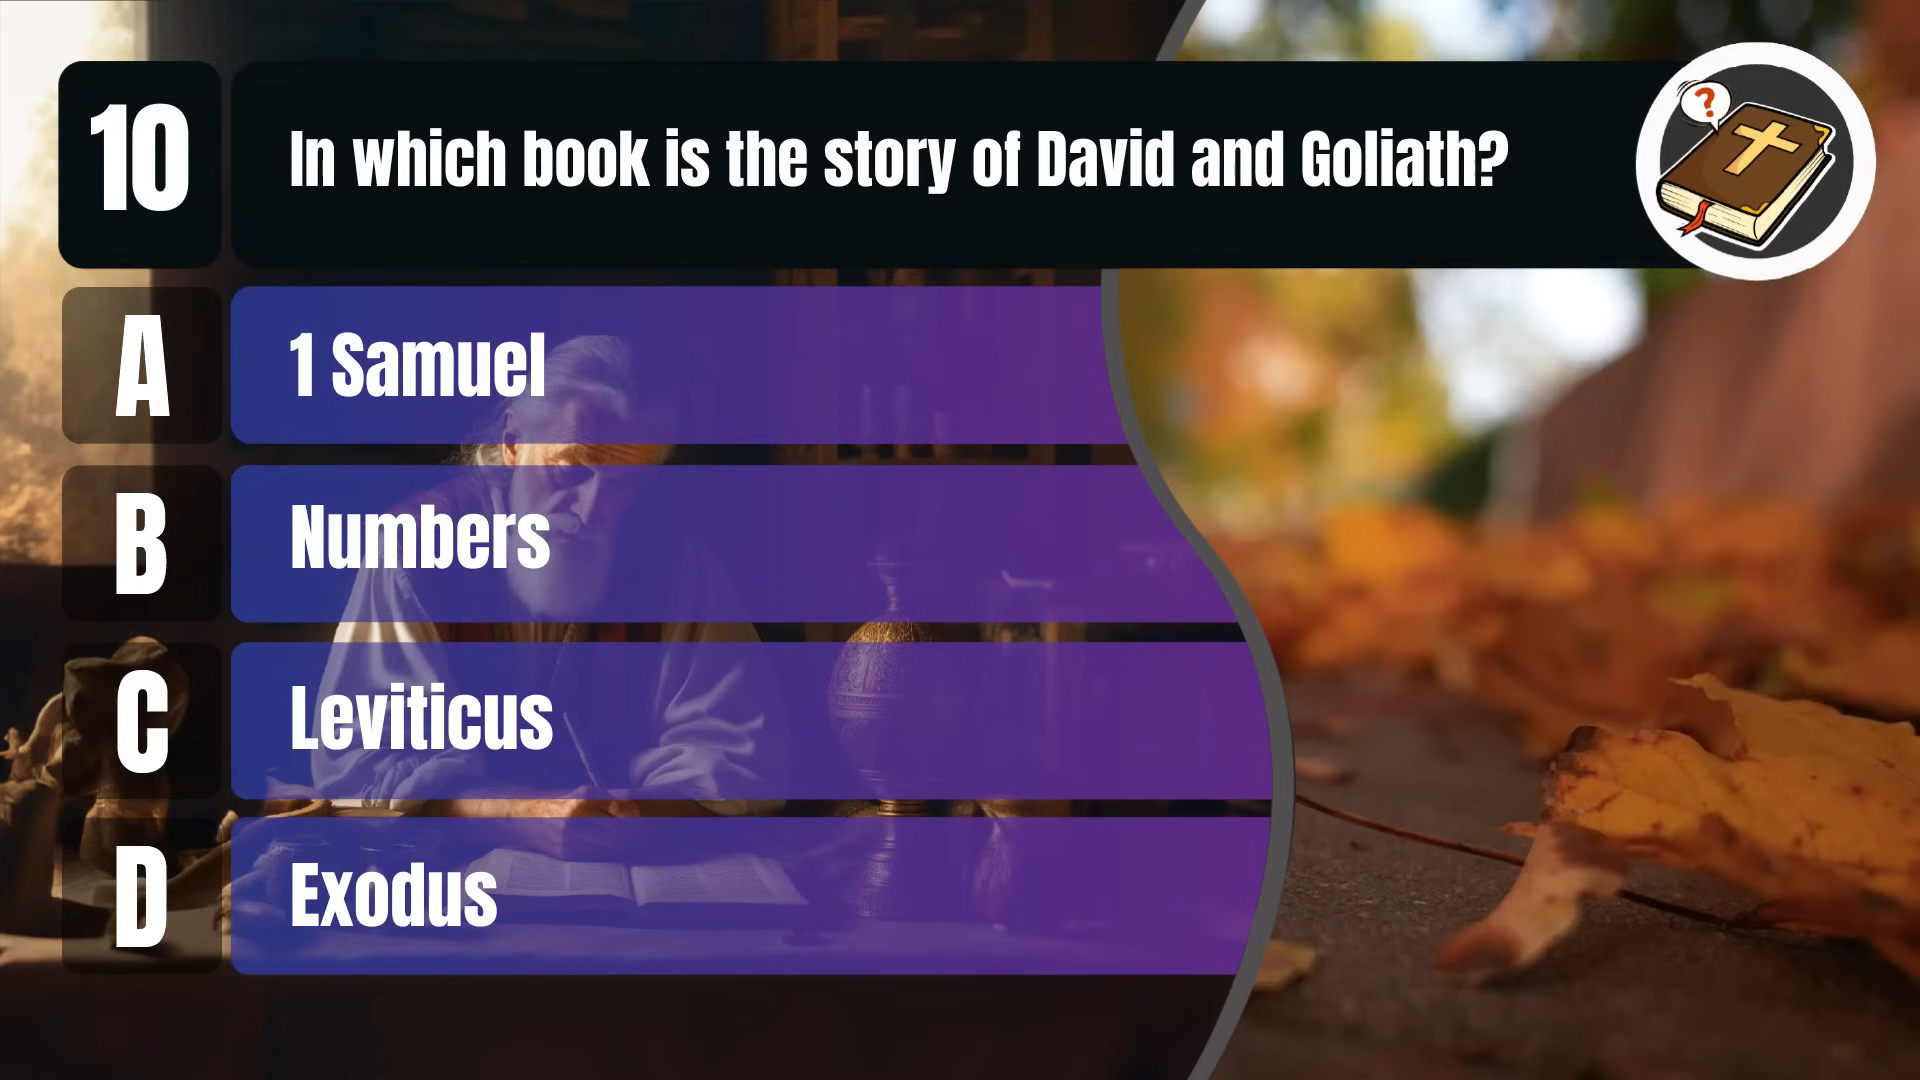 10
In which book is the story of David and Goliath?
?
A
1 Samuel
B
Numbers
C
Leviticus
D
Exodus